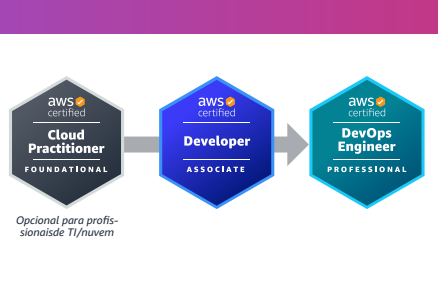 aws
certified
Cloud
Practitioner
FOUNDATIONAL
aws
certified
Developer
ASSOCIATE
aws
certified
DevOps
Engineer
PROFESSIONAL
Opcional para profis-
sionaisde TI/nuvem